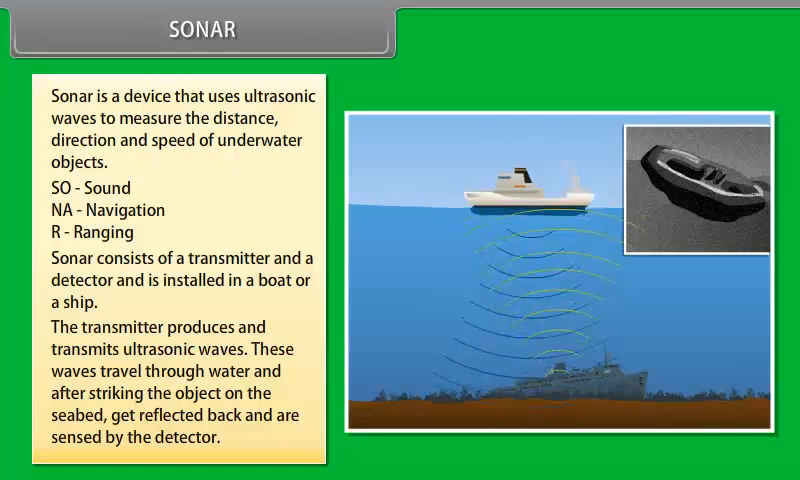 SONAR
Sonar is a device that uses ultrasonic
waves to measure the distance,
direction and speed of underwater
objects.
SO - Sound
NA - Navigation
R - Ranging
Sonar consists of a transmitter and a
detector and is installed in a boat or
a ship.
The transmitter produces and
transmits ultrasonic waves. These
waves travel through water and
after striking the object on the
seabed, get reflected back and are
sensed by the detector.